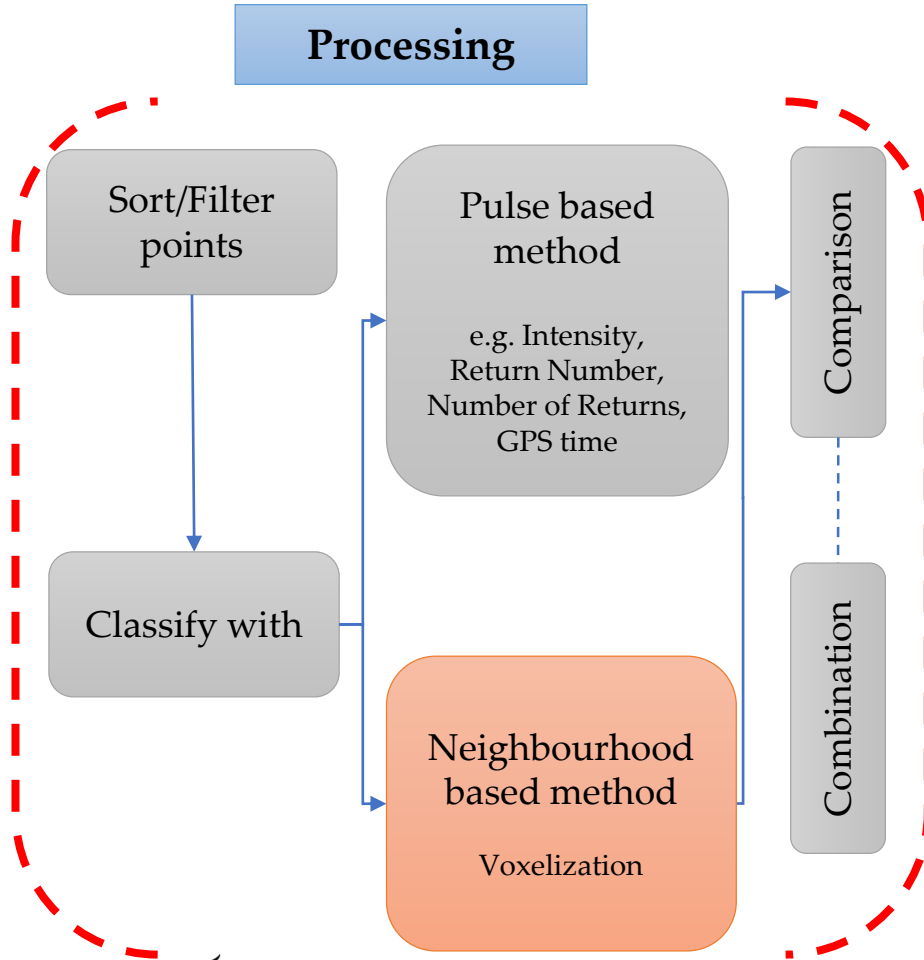 Processing
Sort/Filter
points
Classify with
Pulse based
method
e.g. Intensity,
Return Number,
Number of Returns,
GPS time
Neighbourhood
based method
Voxelization
Comparison
Combination